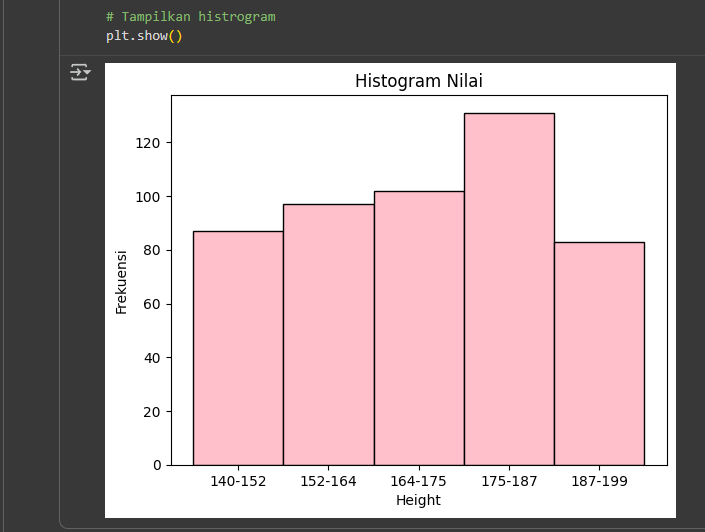 # Tampilkan histrogram
plt.show()
Histogram Nilai
120
100
80
60
40
20
0
Frekuensi
140-152 152-164 164-175 175-187 187-199
Height